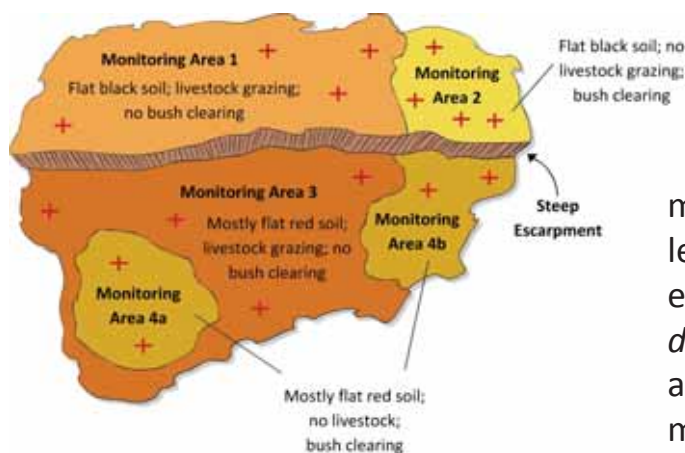 Monitoring Area 1
Flat black soil; livestock grazing;
no bush clearing
Monitoring
Area 2
Flat black soil; no
livestock grazing;
bush clearing
Monitoring Area 3
Mostly flat red soil;
livestock grazing; no
bush clearing
Monitoring
Area 4b
Steep
Escarpment
Monitoring
Area 4a
Mostly flat red soil;
no livestock;
bush clearing
m
le
e
d
a
m